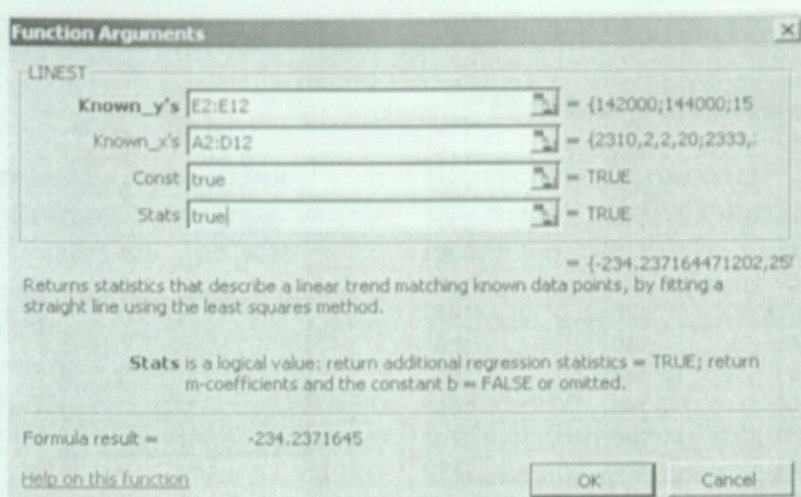 Function Arguments
LINEST
Known_y's E2:E12 = {142000;144000;15
Known_x's A2:D12 = {2310,2,2,20;2333,
Const true = TRUE
Stats true = TRUE
= {-234.237164471202,25
Returns statistics that describe a linear trend matching known data points, by fitting a
straight line using the least squares method.
Stats is a logical value: return additional regression statistics = TRUE; return
m-coefficients and the constant b = FALSE or omitted.
Formula result = -234.2371645
Help on this function OK Cancel